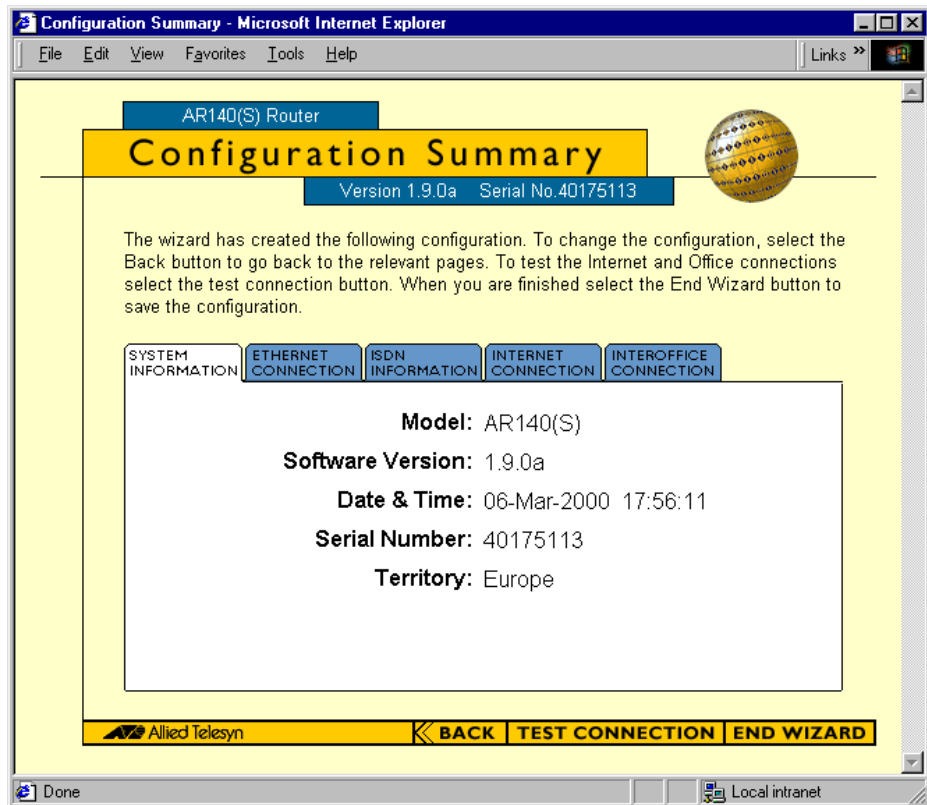 Configuration Summary - Microsoft Internet Explorer
File Edit View Favorites Tools Help
Links »
AR140(S) Router
Configuration Summary
Version 1.9.0a Serial No.40175113
The wizard has created the following configuration. To change the configuration, select the
Back button to go back to the relevant pages. To test the Internet and Office connections
select the test connection button. When you are finished select the End Wizard button to
save the configuration.
SYSTEM INFORMATION
ETHERNET CONNECTION
ISDN INFORMATION
INTERNET CONNECTION
INTEROFFICE CONNECTION
Model: AR140(S)
Software Version: 1.9.0a
Date & Time: 06-Mar-2000 17:56:11
Serial Number: 40175113
Territory: Europe
Allied Telesyn
BACK
TEST CONNECTION
END WIZARD
Done
Local intranet